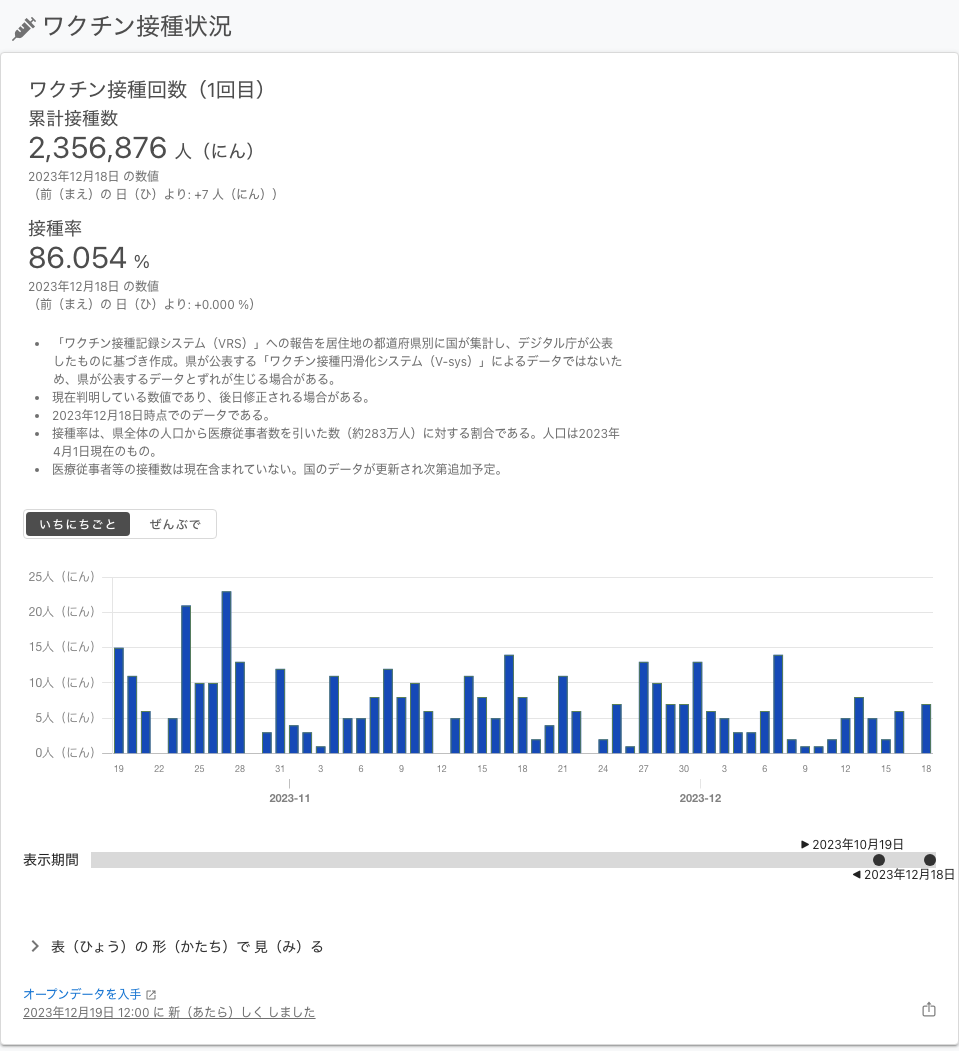 ワクチン接種状況
ワクチン接種回数（1回目）
累計接種数
2,356,876 人（にん）
2023年12月18日 の数値
（前（まえ）の 日（ひ）より: +7 人（にん））
接種率
86.054 %
2023年12月18日 の数値
（前（まえ）の 日（ひ）より: +0.000 %）
• 「ワクチン接種記録システム（VRS）」への報告を居住地の都道府県別に国が集計し、デジタル庁が公表
したものに基づき作成。県が公表する「ワクチン接種円滑化システム（V-sys）」によるデータではないた
め、県が公表するデータとずれが生じる場合がある。
• 現在判明している数値であり、後日修正される場合がある。
• 2023年12月18日時点でのデータである。
• 接種率は、県全体の人口から医療従事者数を引いた数（約283万人）に対する割合である。人口は2023年
4月1日現在のもの。
• 医療従事者等の接種数は現在含まれていない。国のデータが更新され次第追加予定。
いちにちごと ぜんぶで
25人（にん）
20人（にん）
15人（にん）
10人（にん）
5人（にん）
0人（にん）
19 22 25 28 31 3 6 9 12 15 18 21 24 27 30 3 6 9 12 15 18
2023-11 2023-12
▶ 2023年10月19日
表示期間
◀ 2023年12月18日
表（ひょう）の 形（かたち）で 見（み）る
オープンデータを入手
2023年12月19日 12:00 に 新（あたら）しく しました